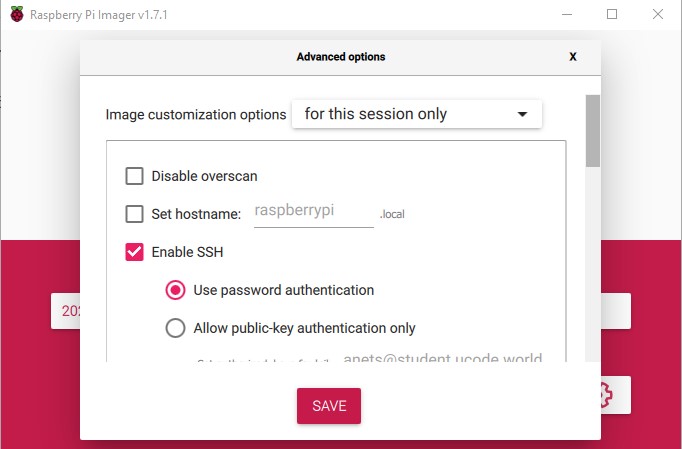 Raspberry Pi Imager v1.7.1
Advanced options
X
Image customization options for this session only
Disable overscan
Set hostname: raspberrypi .local
Enable SSH
Use password authentication
Allow public-key authentication only
anets@student.ucode.world
202
SAVE